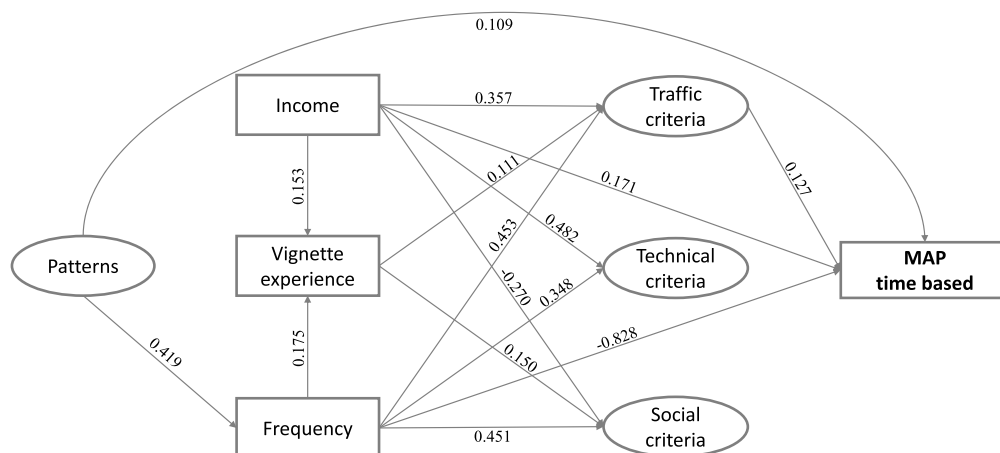 0.109
Income
0.357
Traffic
criteria
0.153
0.111
0.171
0.127
0.453
0.482
Patterns
Vignette
experience
Technical
criteria
MAP
time based
-0.270
0.348
0.175
0.419
0.150
-0.828
Frequency
0.451
Social
criteria